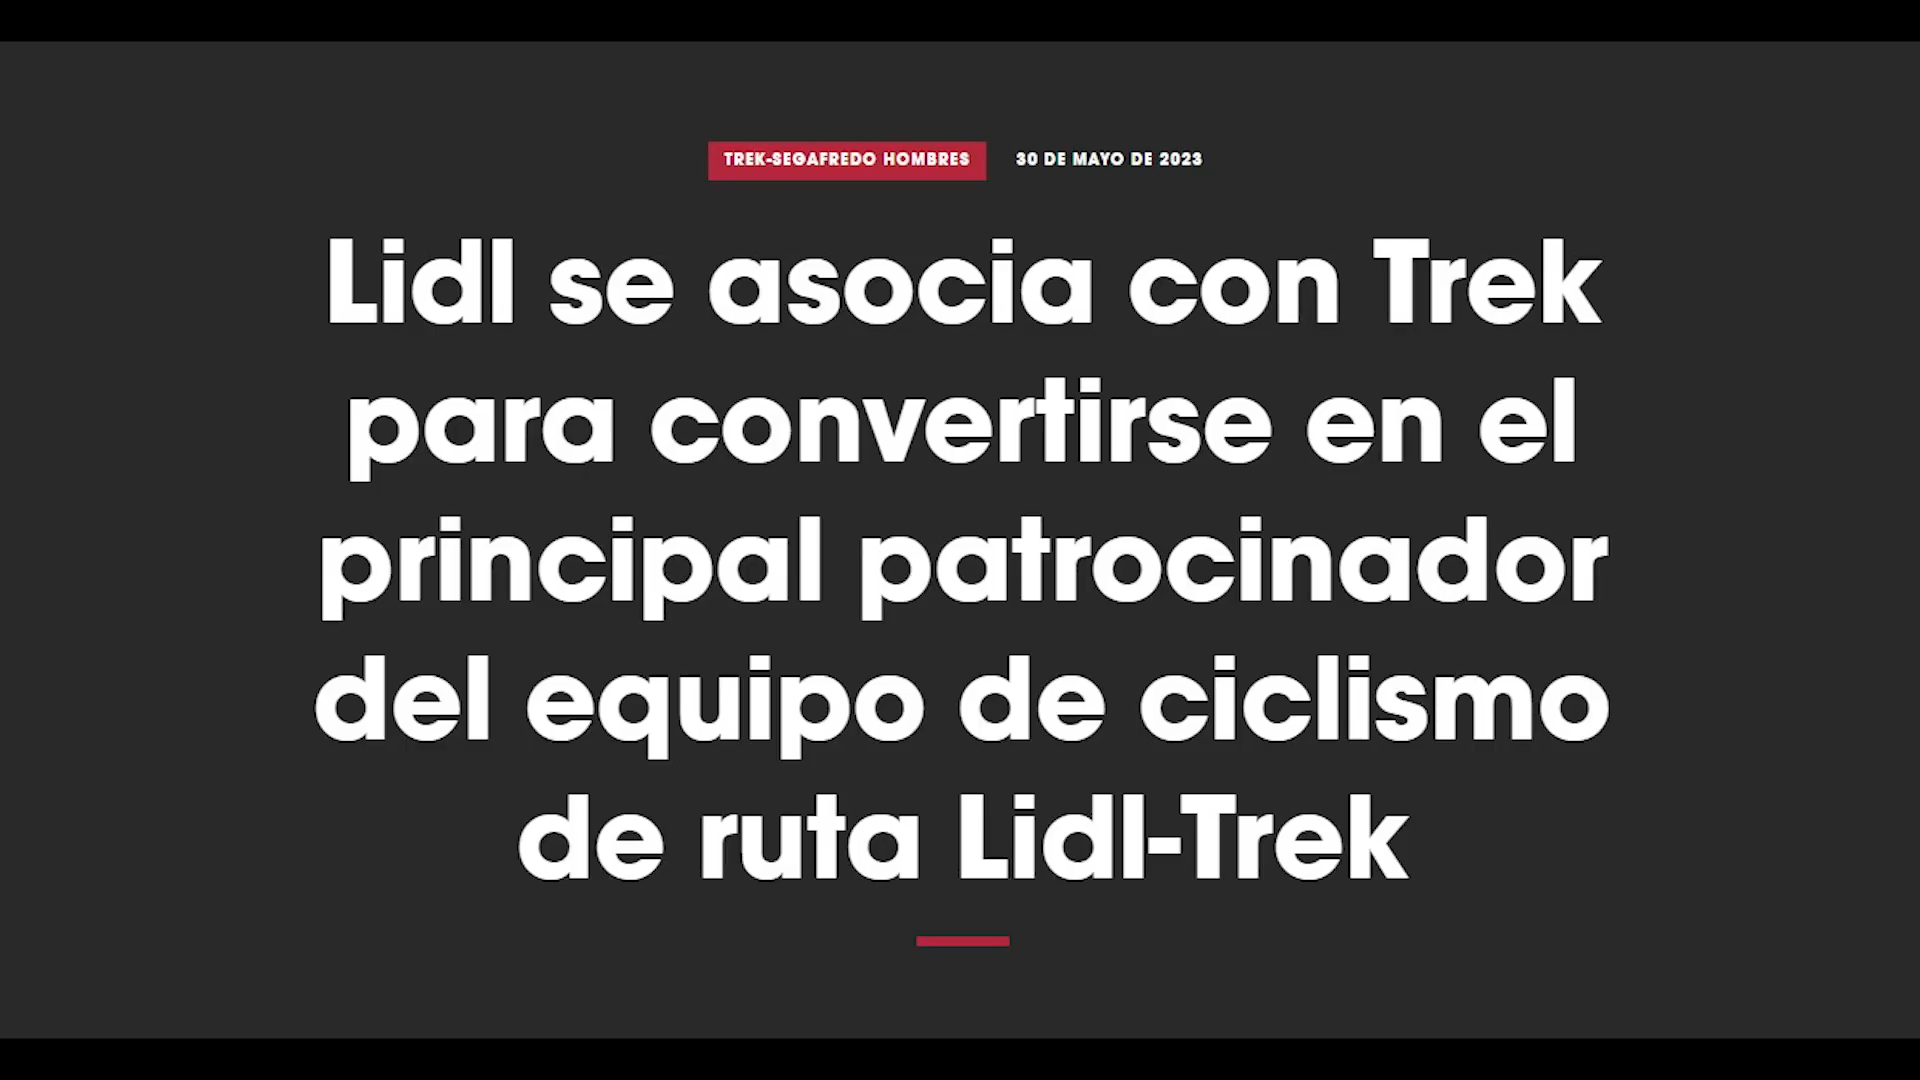 TREK-SEGAFREDO HOMBRES 30 DE MAYO DE 2023
Lidl se asocia con Trek
para convertirse en el
principal patrocinador
del equipo de ciclismo
de ruta Lidl-Trek